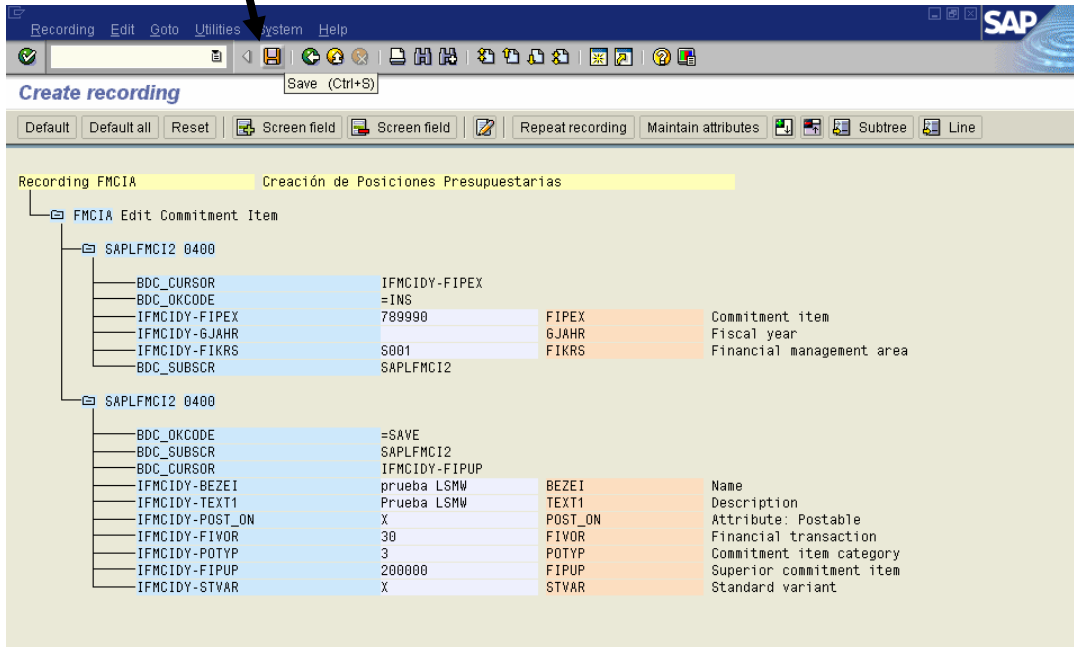 Recording Edit Goto Utilities System Help
SAP
Save (Ctrl+S)
Create recording
Default Default all Reset Screen field Screen field Repeat recording Maintain attributes Subtree Line
Recording FMCIA Creación de Posiciones Presupuestarias
FMCIA Edit Commitment Item
SAPLFMCI2 0400
BDC_CURSOR IFMCIDY-FIPEX
BDC_OKCODE =INS
IFMCIDY-FIPEX 789990 FIPEX Commitment item
IFMCIDY-GJAHR GJAHR Fiscal year
IFMCIDY-FIKRS S001 FIKRS Financial management area
BDC_SUBSCR SAPLFMCI2
SAPLFMCI2 0400
BDC_OKCODE =SAVE
BDC_SUBSCR SAPLFMCI2
BDC_CURSOR IFMCIDY-FIPUP
IFMCIDY-BEZEI prueba LSMW BEZEI Name
IFMCIDY-TEXT1 Prueba LSMW TEXT1 Description
IFMCIDY-POST_ON X POST_ON Attribute: Postable
IFMCIDY-FIVOR 30 FIVOR Financial transaction
IFMCIDY-POTYP 3 POTYP Commitment item category
IFMCIDY-FIPUP 200000 FIPUP Superior commitment item
IFMCIDY-STVAR X STVAR Standard variant